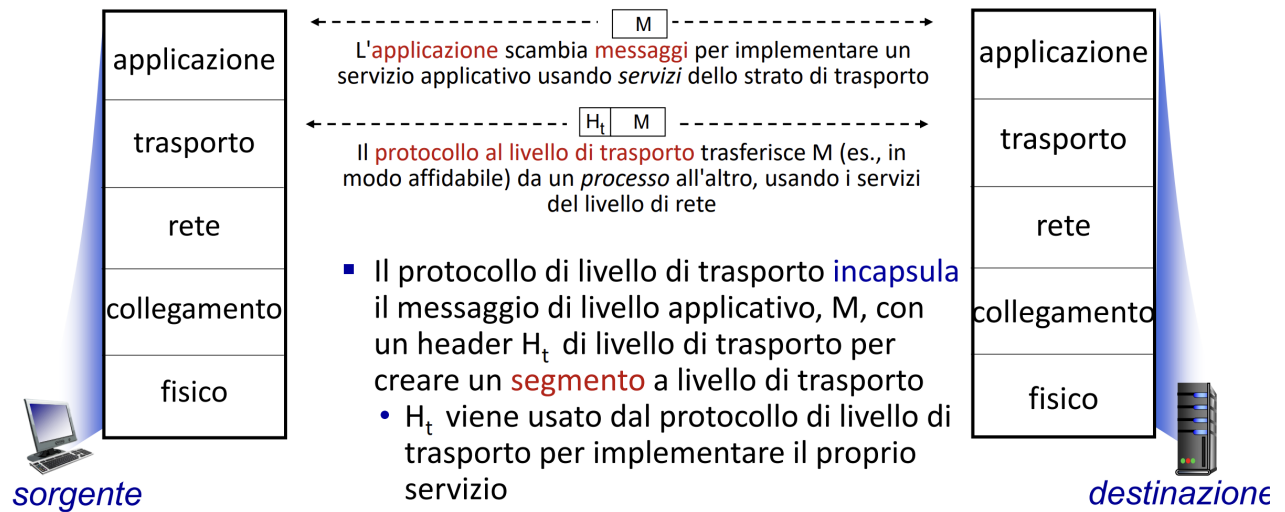 applicazione
trasporto
rete
collegamento
fisico
sorgente
M
L'applicazione scambia messaggi per implementare un
servizio applicativo usando servizi dello strato di trasporto
Ht M
Il protocollo al livello di trasporto trasferisce M (es., in
modo affidabile) da un processo all'altro, usando i servizi
del livello di rete
▪ Il protocollo di livello di trasporto incapsula
il messaggio di livello applicativo, M, con
un header Ht di livello di trasporto per
creare un segmento a livello di trasporto
• Ht viene usato dal protocollo di livello di
trasporto per implementare il proprio
servizio
applicazione
trasporto
rete
collegamento
fisico
destinazione